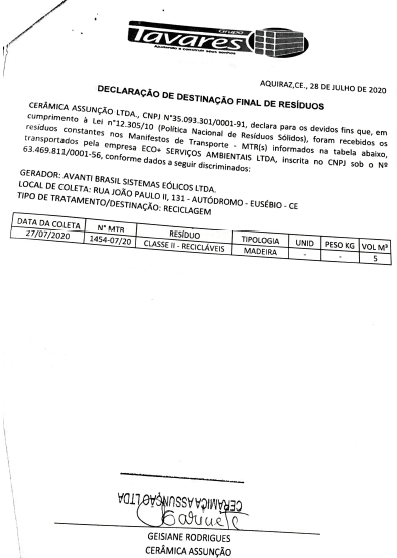 Grupo
Tavares
Ajudando a construir seus sonhos
AQUIRAZ,CE., 28 DE JULHO DE 2020
DECLARAÇÃO DE DESTINAÇÃO FINAL DE RESÍDUOS
CERÂMICA ASSUNÇÃO LTDA., CNPJ N°35.093.301/0001-91, declara para os devidos fins que, em
cumprimento à Lei n°12.305/10 (Política Nacional de Resíduos Sólidos), foram recebidos os
resíduos constantes nos Manifestos de Transporte - MTR(s) informados na tabela abaixo,
transportados pela empresa ECO+ SERVIÇOS AMBIENTAIS LTDA, inscrita no CNPJ sob o Nº
63.469.811/0001-56, conforme dados a seguir discriminados:
GERADOR: AVANTI BRASIL SISTEMAS EÓLICOS LTDA.
LOCAL DE COLETA: RUA JOÃO PAULO II, 131 - AUTÓDROMO - EUSÉBIO - CE
TIPO DE TRATAMENTO/DESTINAÇÃO: RECICLAGEM
DATA DA COLETA N° MTR RESÍDUO TIPOLOGIA UNID PESO KG VOL M³
27/07/2020 1454-07/20 CLASSE II - RECICLÁVEIS MADEIRA - - 5
CERÂMICA ASSUNÇÃO LTDA
GEISIANE RODRIGUES
CERÂMICA ASSUNÇÃO